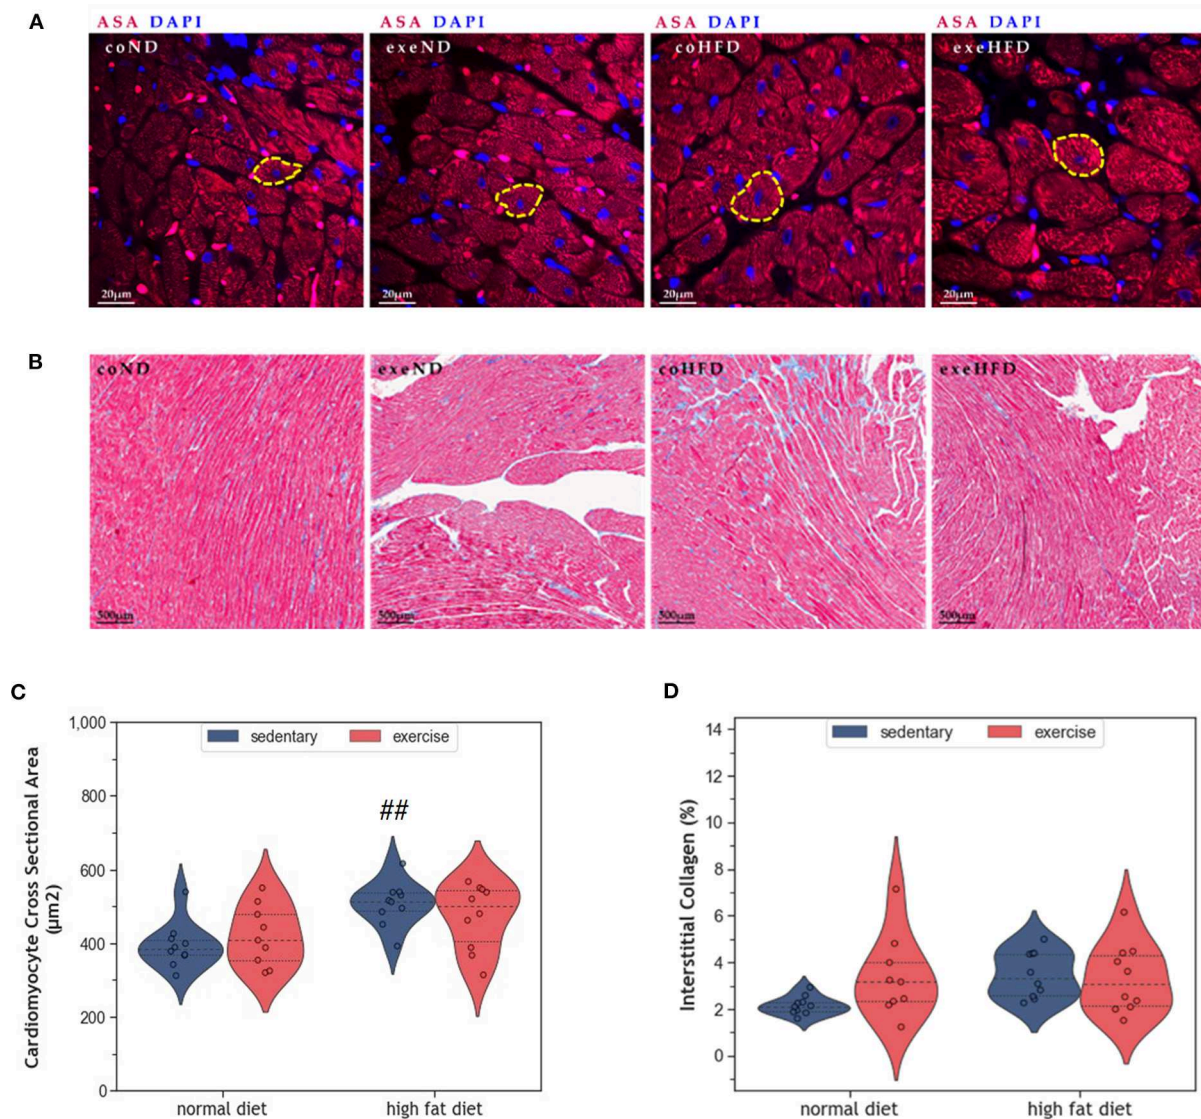 A
ASA DAPI
coND
20µm
ASA DAPI
exeND
20µm
ASA DAPI
coHFD
20µm
ASA DAPI
exeHFD
20µm
B
coND
500µm
exeND
500µm
coHFD
500µm
exeHFD
500µm
C
Cardiomyocyte Cross Sectional Area
(µm2)
1,000
800
600
400
200
0
sedentary exercise
##
normal diet high fat diet
D
Intersttial Collagen (%)
14
12
10
8
6
4
2
0
sedentary exercise
normal diet high fat diet